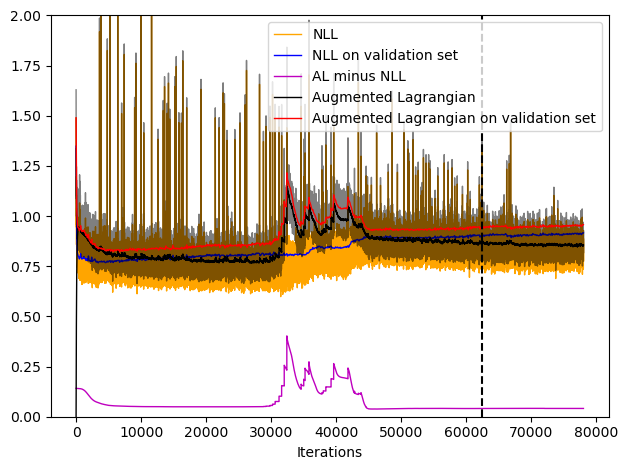 2.00
1.75
1.50
1.25
1.00
0.75
0.50
0.25
0.00
NLL
NLL on validation set
AL minus NLL
Augmented Lagrangian
Augmented Lagrangian on validation set
0 10000 20000 30000 40000 50000 60000 70000 80000
Iterations